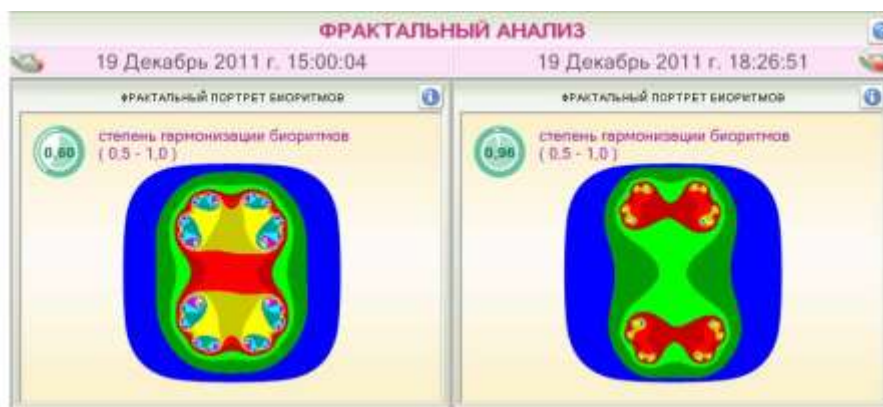 ФРАКТАЛЬНЫЙ АНАЛИЗ
19 Декабрь 2011 г. 15:00:04
19 Декабрь 2011 г. 18:26:51
ФРАКТАЛЬНЫЙ ПОРТРЕТ БИОРИТМОВ
ФРАКТАЛЬНЫЙ ПОРТРЕТ БИОРИТМОВ
0,60
степень гармонизации биоритмов
( 0,5 - 1,0 )
0,96
степень гармонизации биоритмов
( 0,5 - 1,0 )